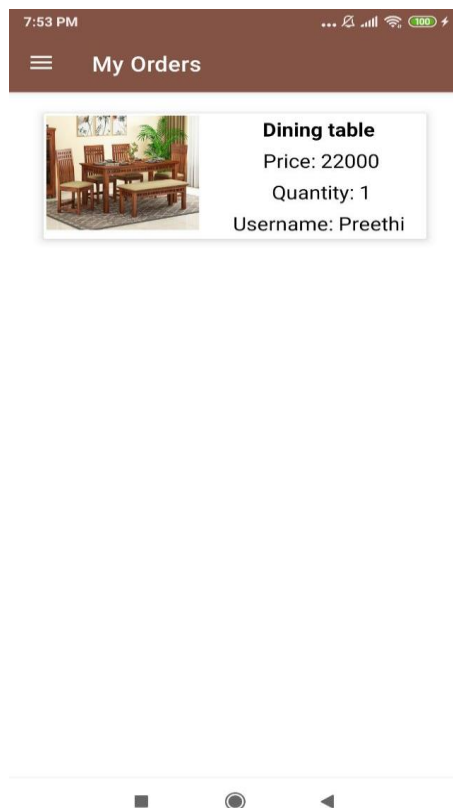 7:53 PM
100
My Orders
Dining table
Price: 22000
Quantity: 1
Username: Preethi